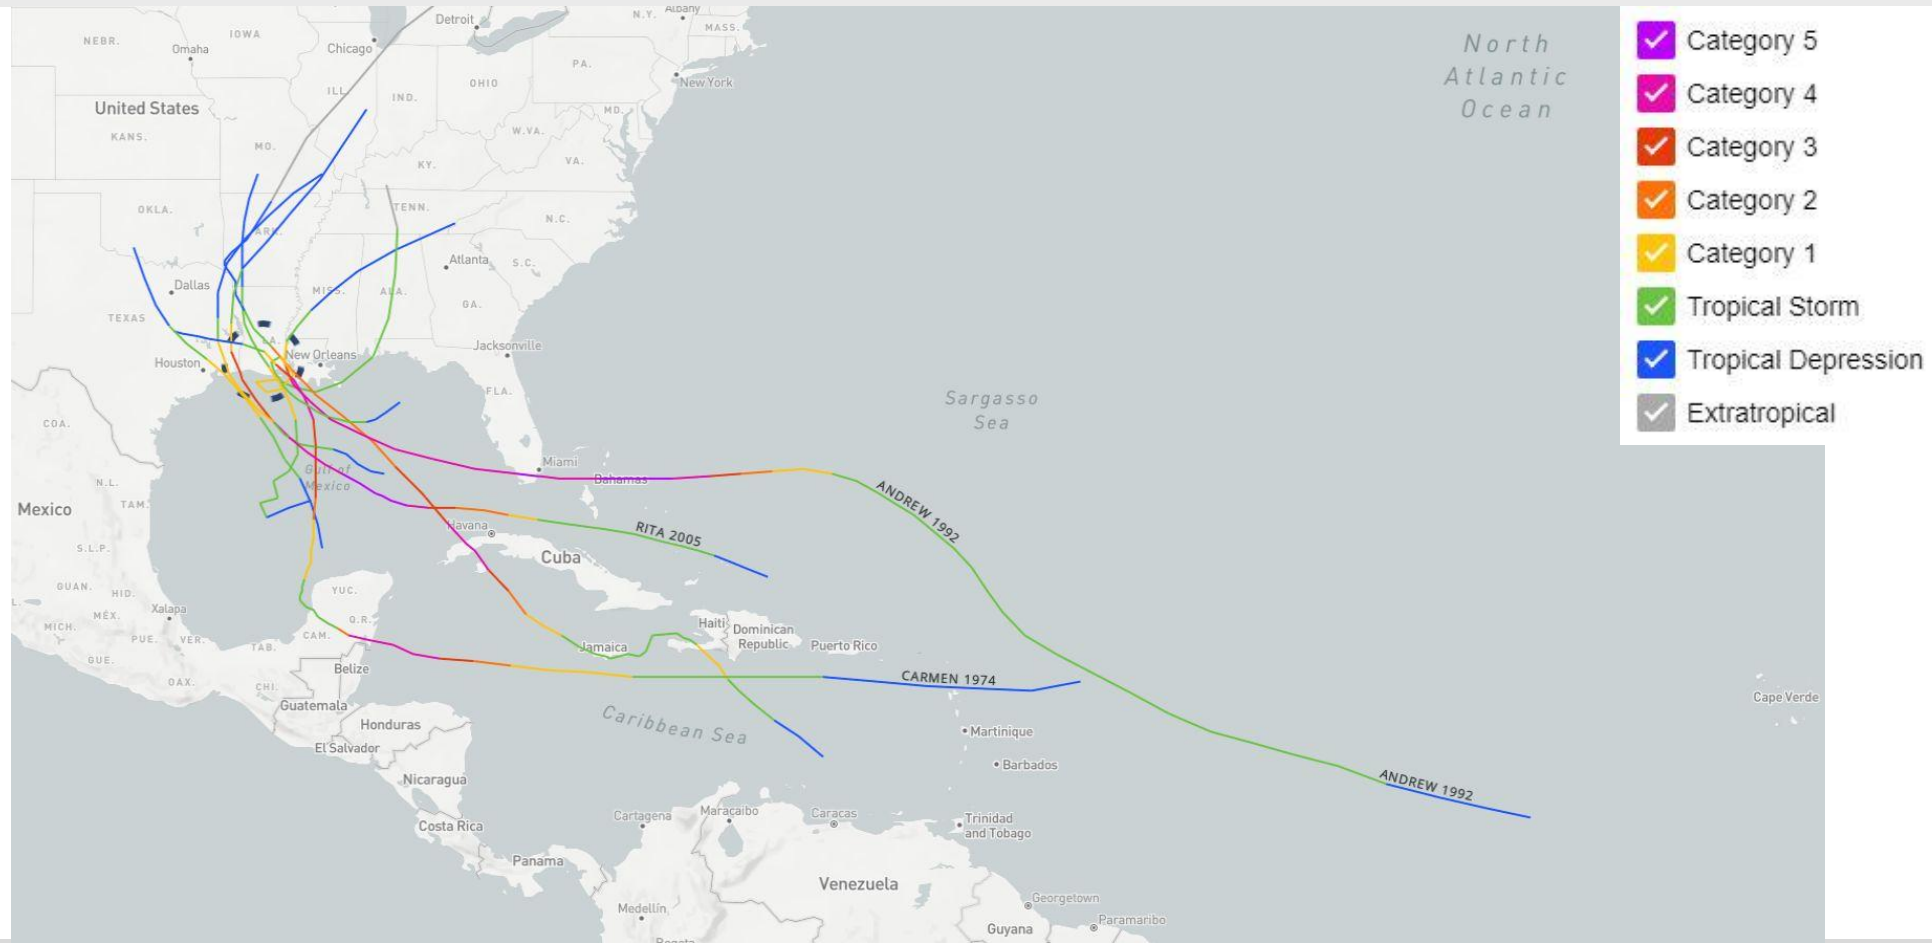 Detroit
N.Y.
Albany
MASS.
NEBR.
IOWA
Omaha
Chicago
PA.
OHIO
New York
ILL.
IND.
United States
MD.
W.VA.
KANS.
MO.
VA.
KY.
OKLA.
TENN.
N.C.
ARK.
Atlanta
S.C.
Dallas
MISS.
ALA.
GA.
TEXAS
LA.
Jacksonville
New Orleans
Houston
FLA.
COA.
Miami
Gulf of
Mexico
Bahamas
N.L.
TAM.
Mexico
Havana
S.L.P.
Cuba
GUAN.
HID.
YUC.
Xalapa
MÉX.
Q.R.
MICH.
PUE.
VER.
CAM.
TAB.
GUE.
OAX.
CHI.
Belize
Guatemala
Honduras
El Salvador
Nicaragua
Costa Rica
Panama
Haiti
Dominican
Republic
Puerto Rico
Jamaica
Caribbean Sea
Martinique
Barbados
Trinidad
and Tobago
Cartagena
Maracaibo
Caracas
Venezuela
Medellín
Bogota
Georgetown
Paramaribo
Guyana
Cape Verde
North
Atlantic
Ocean
Sargasso
Sea
ANDREW 1992
RITA 2005
CARMEN 1974
ANDREW 1992
Category 5
Category 4
Category 3
Category 2
Category 1
Tropical Storm
Tropical Depression
Extratropical